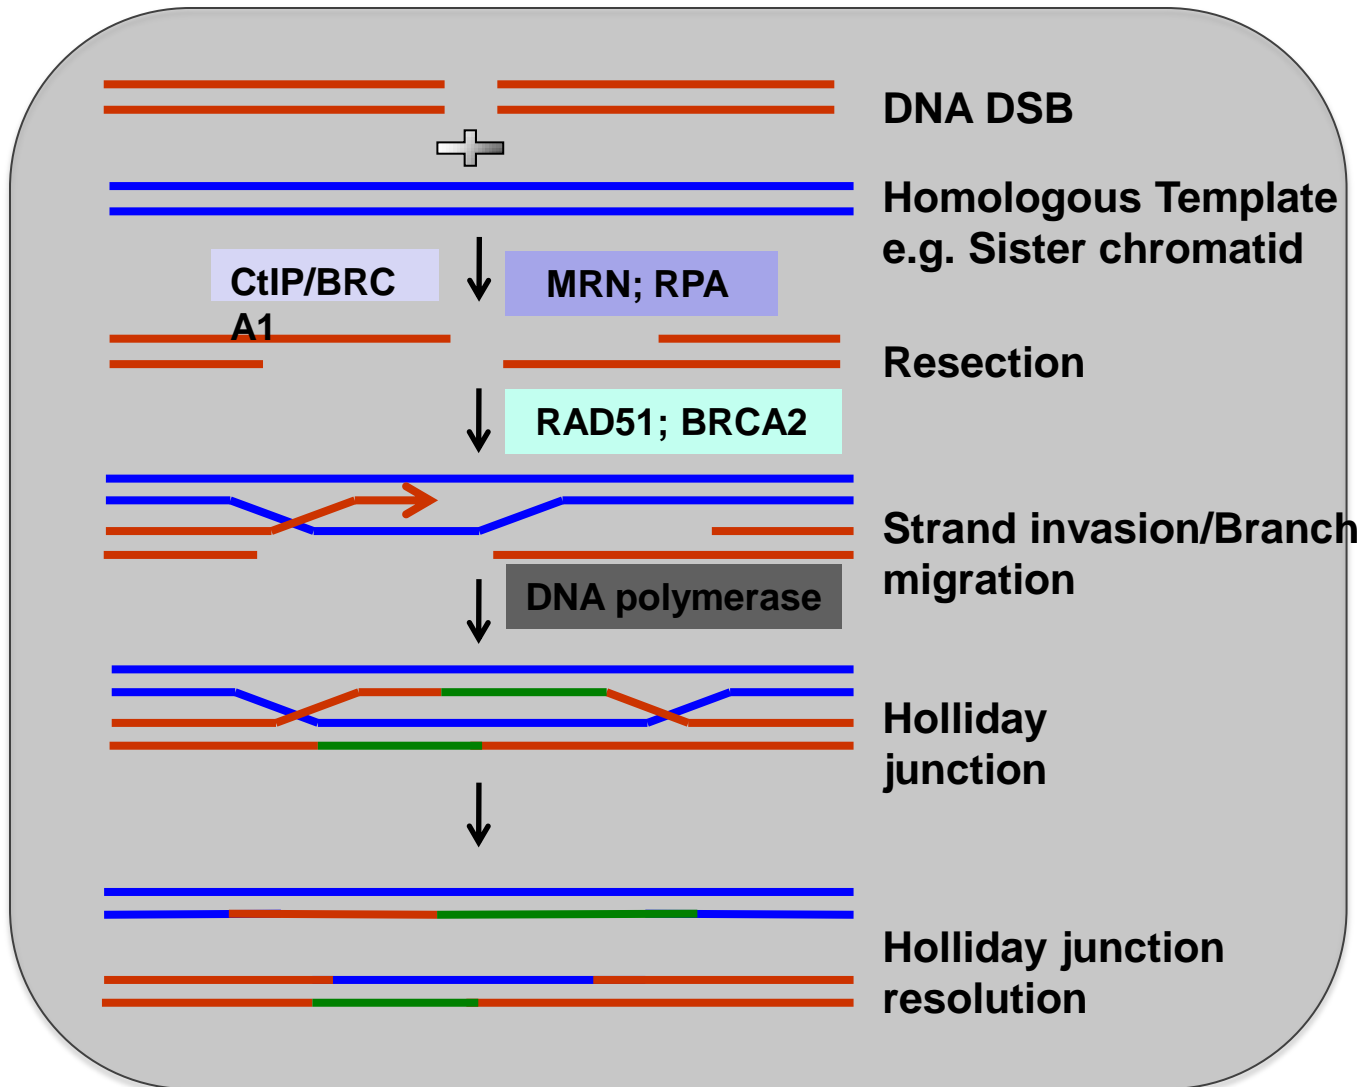 DNA DSB
Homologous Template
e.g. Sister chromatid
CtIP/BRC
A1
MRN; RPA
Resection
RAD51; BRCA2
Strand invasion/Branch
migration
DNA polymerase
Holliday
junction
Holliday junction
resolution